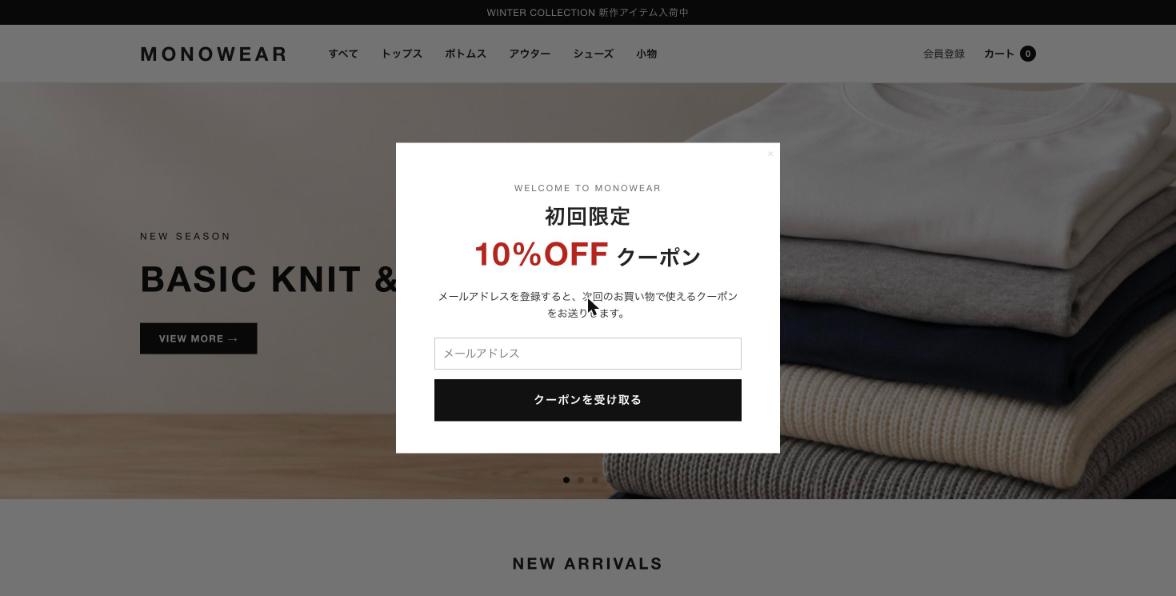 WINTER COLLECTION 新作アイテム入荷中
MONOWEAR
すべて トップス ボトムス アウター シューズ 小物
会員登録 カート 0
×
WELCOME TO MONOWEAR
初回限定
10%OFF クーポン
メールアドレスを登録すると、次回のお買い物で使えるクーポン
をお送りします。
メールアドレス
クーポンを受け取る
NEW SEASON
BASIC KNIT &
VIEW MORE →
NEW ARRIVALS